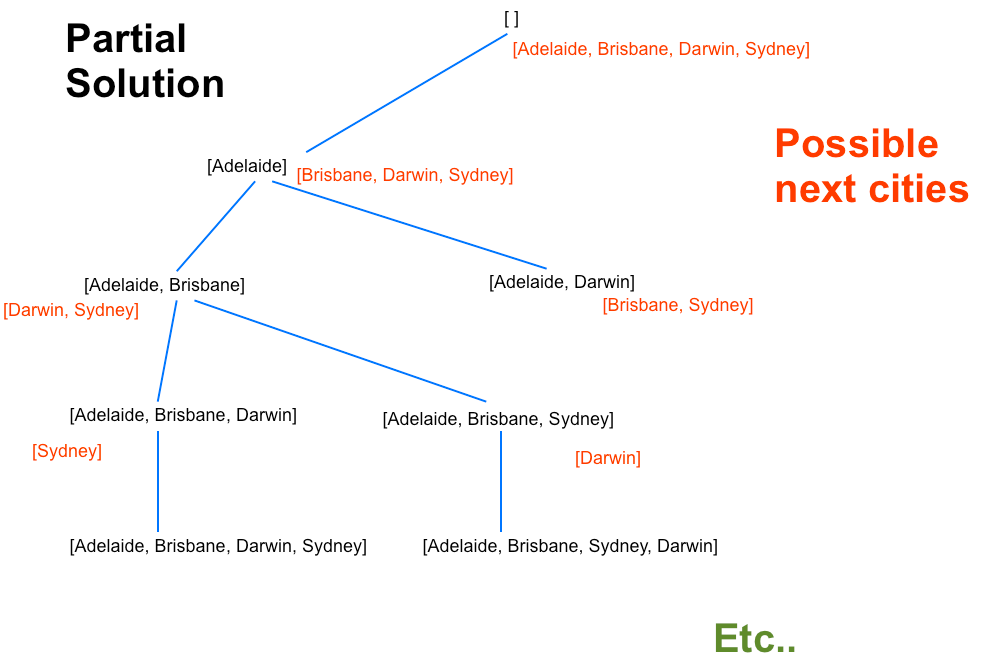 Partial
Solution
[ ]
[Adelaide, Brisbane, Darwin, Sydney]
Possible
next cities
[Adelaide]
[Brisbane, Darwin, Sydney]
[Adelaide, Brisbane]
[Darwin, Sydney]
[Adelaide, Darwin]
[Brisbane, Sydney]
[Adelaide, Brisbane, Darwin]
[Sydney]
[Adelaide, Brisbane, Sydney]
[Darwin]
[Adelaide, Brisbane, Darwin, Sydney]
[Adelaide, Brisbane, Sydney, Darwin]
Etc..